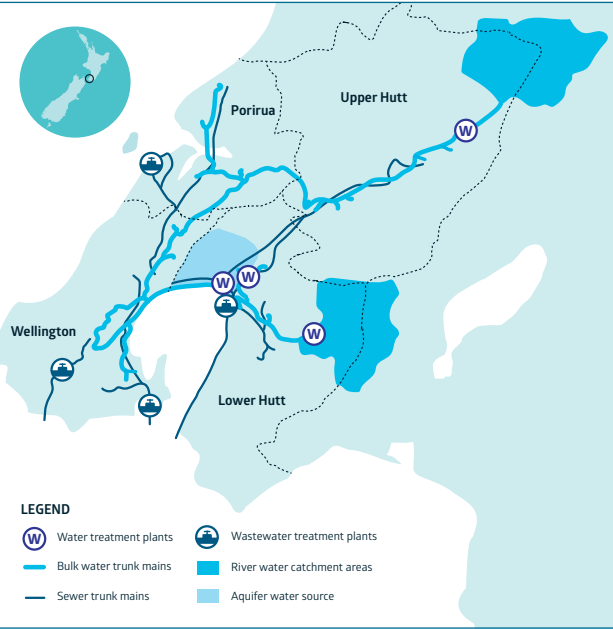 Porirua
Upper Hutt
W
W
W
W
Wellington
Lower Hutt
LEGEND
W Water treatment plants
Wastewater treatment plants
Bulk water trunk mains
River water catchment areas
Sewer trunk mains
Aquifer water source